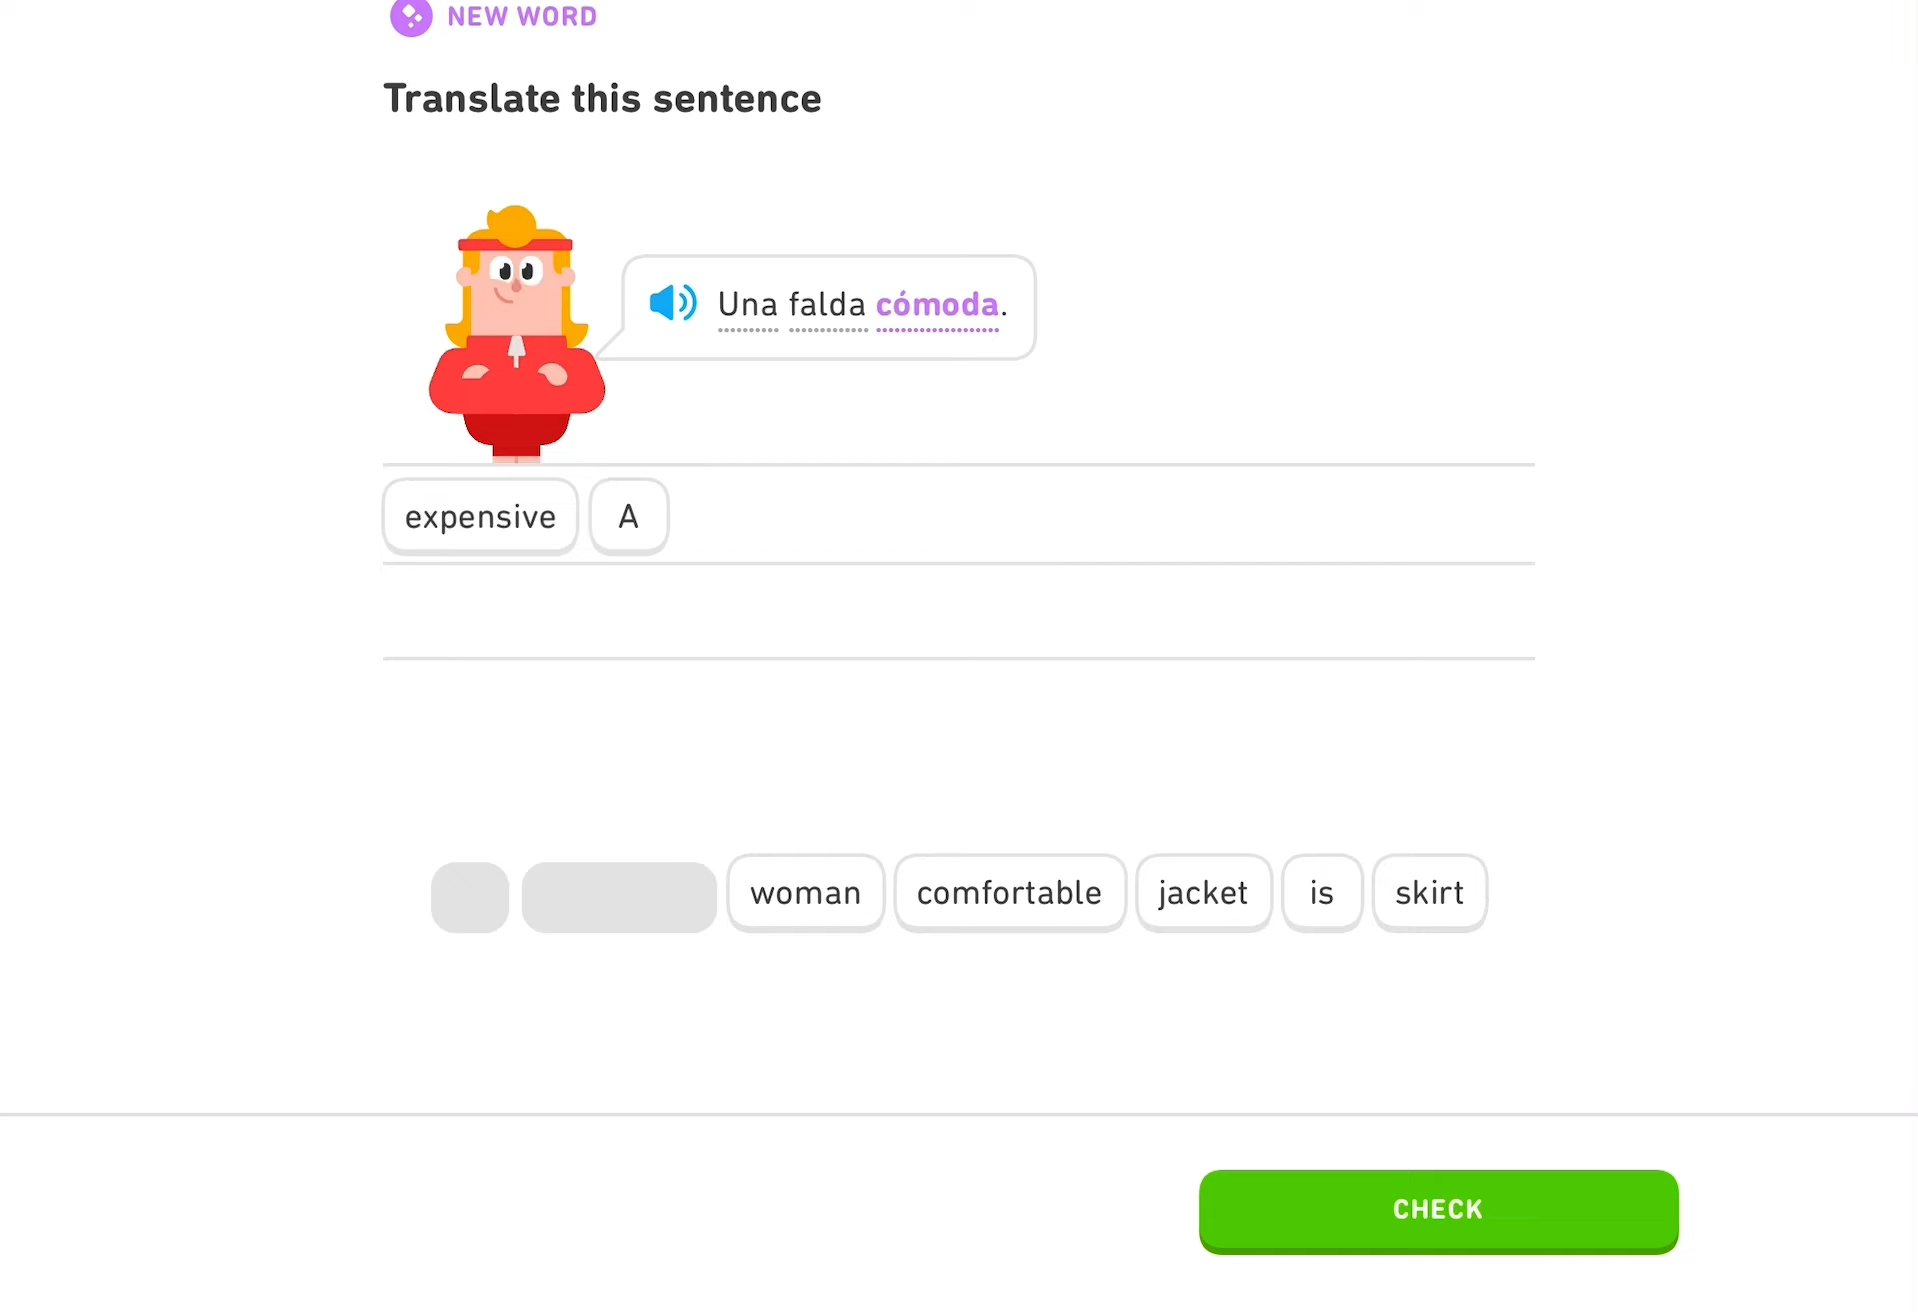 NEW WORD
Translate this sentence
Una falda cómoda.
expensive A
woman comfortable jacket is skirt
CHECK